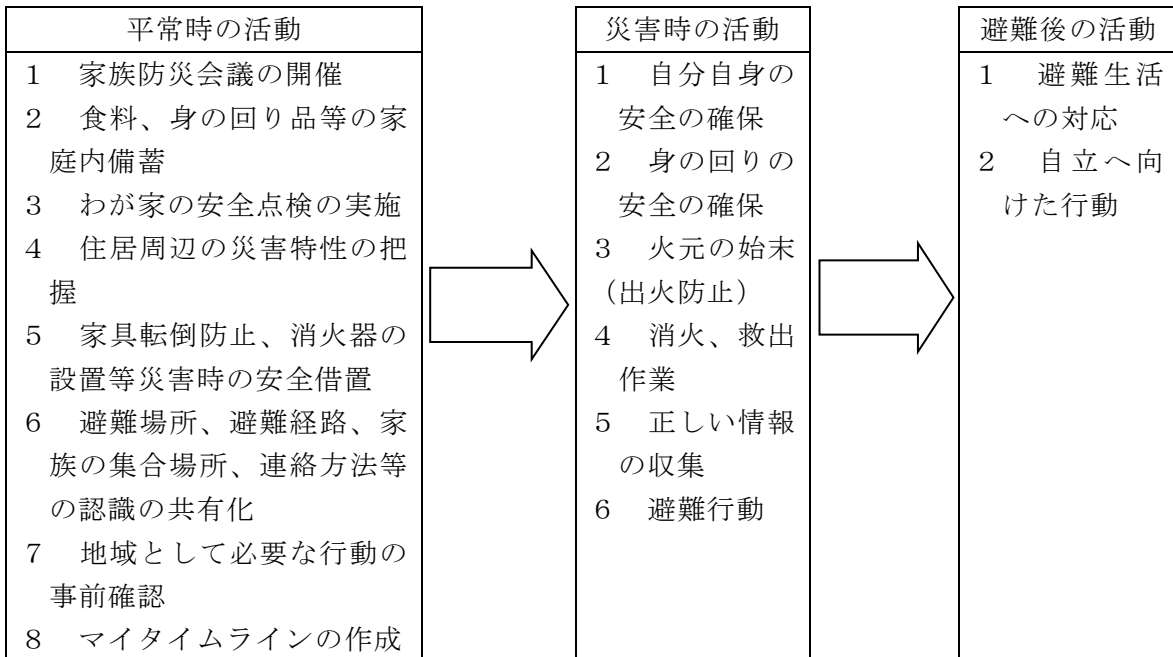 平常時の活動
1 家族防災会議の開催
2 食料、身の回り品等の家
庭内備蓄
3 わが家の安全点検の実施
4 住居周辺の災害特性の把
握
5 家具転倒防止、消火器の
設置等災害時の安全借置
6 避難場所、避難経路、家
族の集合場所、連絡方法等
の認識の共有化
7 地域として必要な行動の
事前確認
8 マイタイムラインの作成
災害時の活動
1 自分自身の
安全の確保
2 身の回りの
安全の確保
3 火元の始末
(出火防止)
4 消火、救出
作業
5 正しい情報
の収集
6 避難行動
避難後の活動
1 避難生活
への対応
2 自立へ向
けた行動